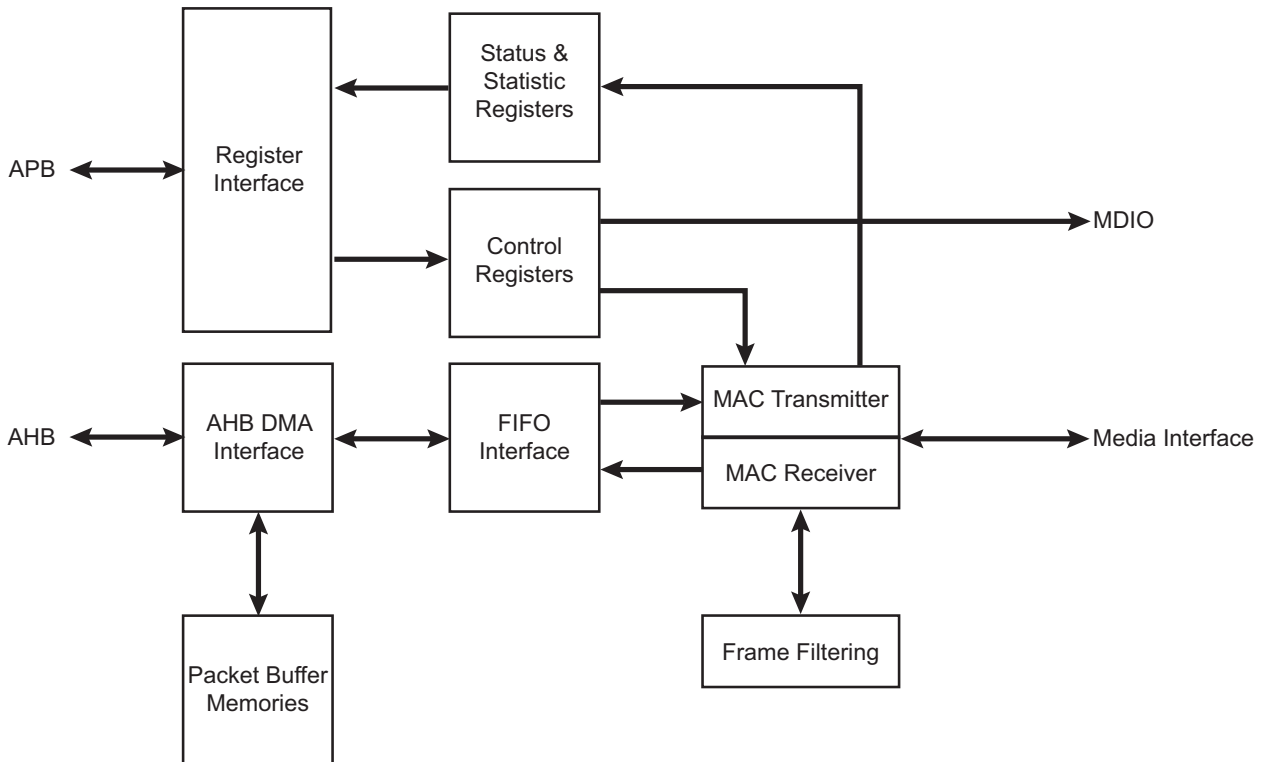 Status &
Statistic
Registers
APB
Register
Interface
MDIO
Control
Registers
MAC Transmitter
AHB
AHB DMA
Interface
FIFO
Interface
Media Interface
MAC Receiver
Frame Filtering
Packet Buffer
Memories